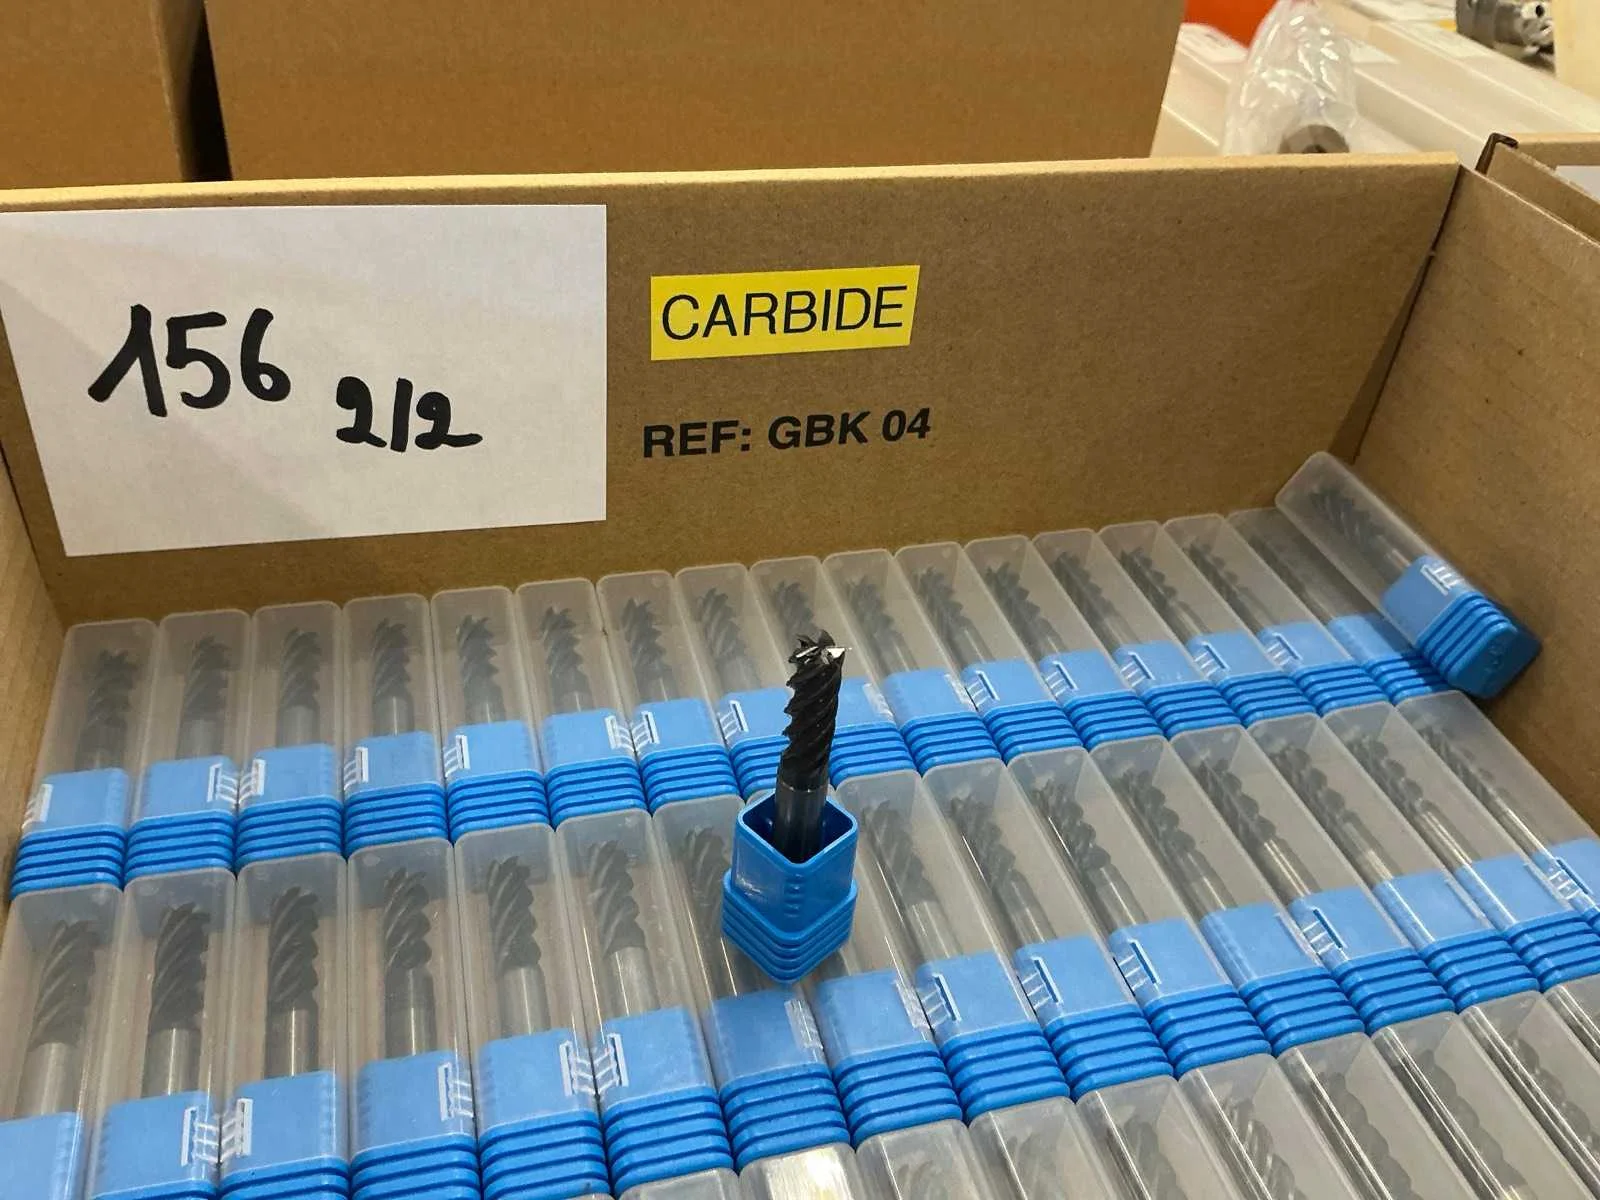 156 2/2
CARBIDE
REF: GBK 04